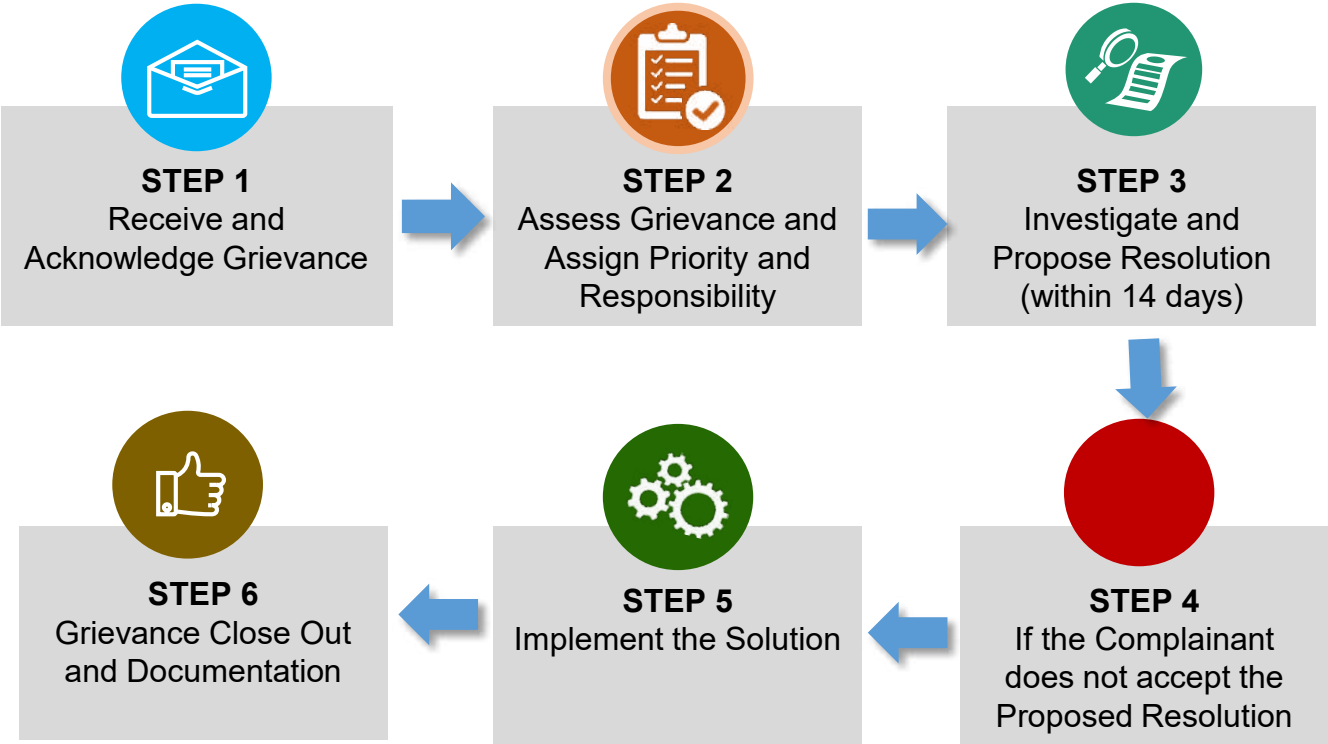 STEP 1
Receive and
Acknowledge Grievance
STEP 2
Assess Grievance and
Assign Priority and
Responsibility
STEP 3
Investigate and
Propose Resolution
(within 14 days)
STEP 4
If the Complainant
does not accept the
Proposed Resolution
STEP 5
Implement the Solution
STEP 6
Grievance Close Out
and Documentation